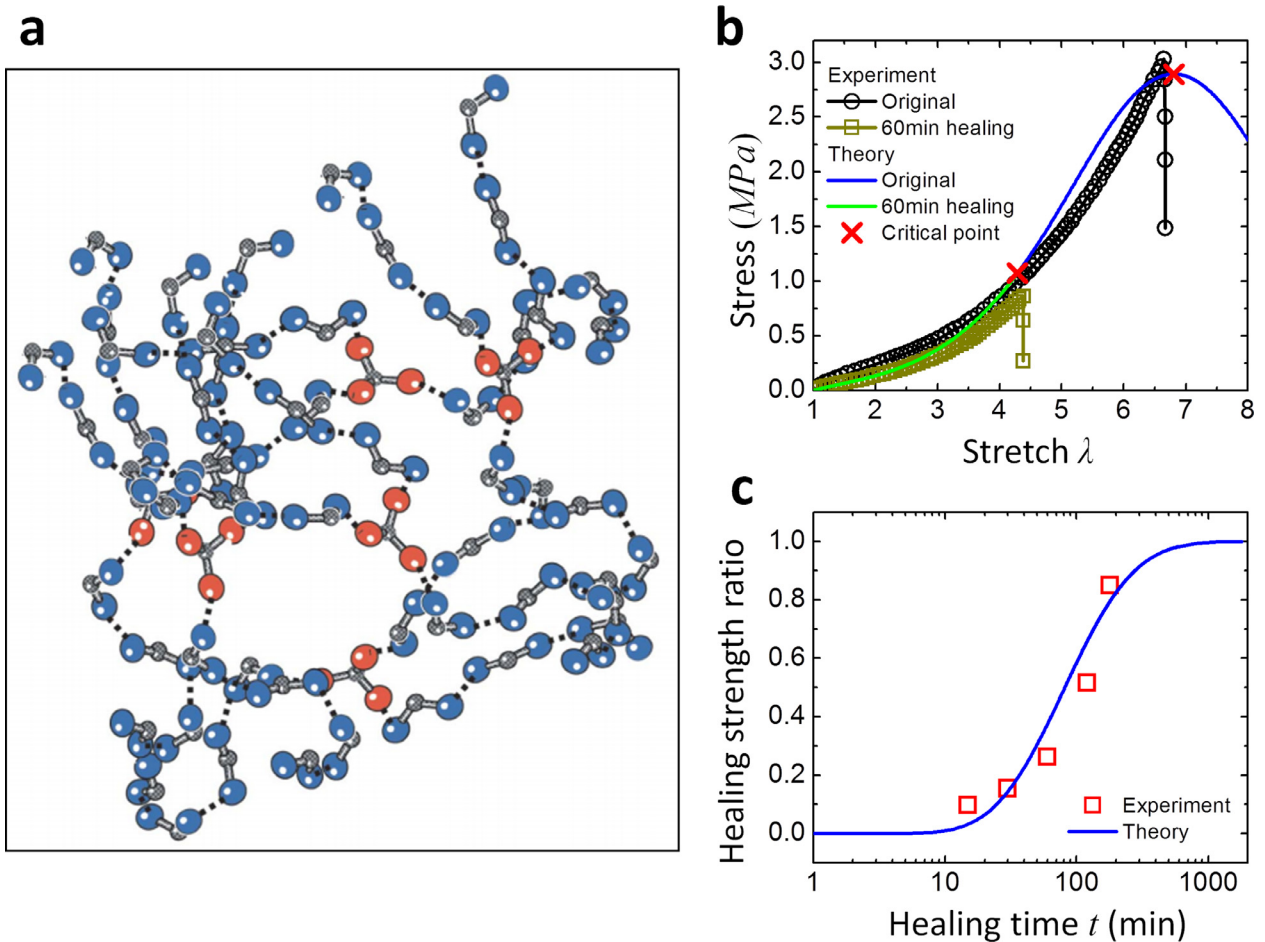 a
b
3.0
2.5
2.0
1.5
1.0
0.5
0.0
Stress (MPa)
Experiment
Original
60min healing
Theory
Original
60min healing
Critical point
1 2 3 4 5 6 7 8
Stretch λ
c
1.0
0.8
0.6
0.4
0.2
0.0
Healing strength ratio
Experiment
Theory
1 10 100 1000
Healing time t (min)